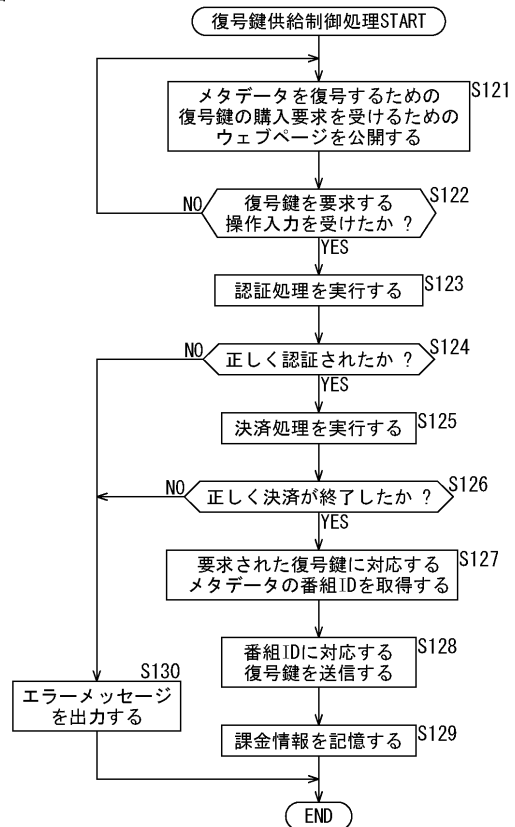 復号鍵供給制御処理START
メタデータを復号するための
復号鍵の購入要求を受けるための
ウェブページを公開する
S121
復号鍵を要求する
操作入力を受けたか ?
S122
NO
YES
認証処理を実行する
S123
正しく認証されたか ?
S124
NO
YES
決済処理を実行する
S125
正しく決済が終了したか ?
S126
NO
YES
要求された復号鍵に対応する
メタデータの番組IDを取得する
S127
番組IDに対応する
復号鍵を送信する
S128
S130
エラーメッセージ
を出力する
課金情報を記憶する
S129
END